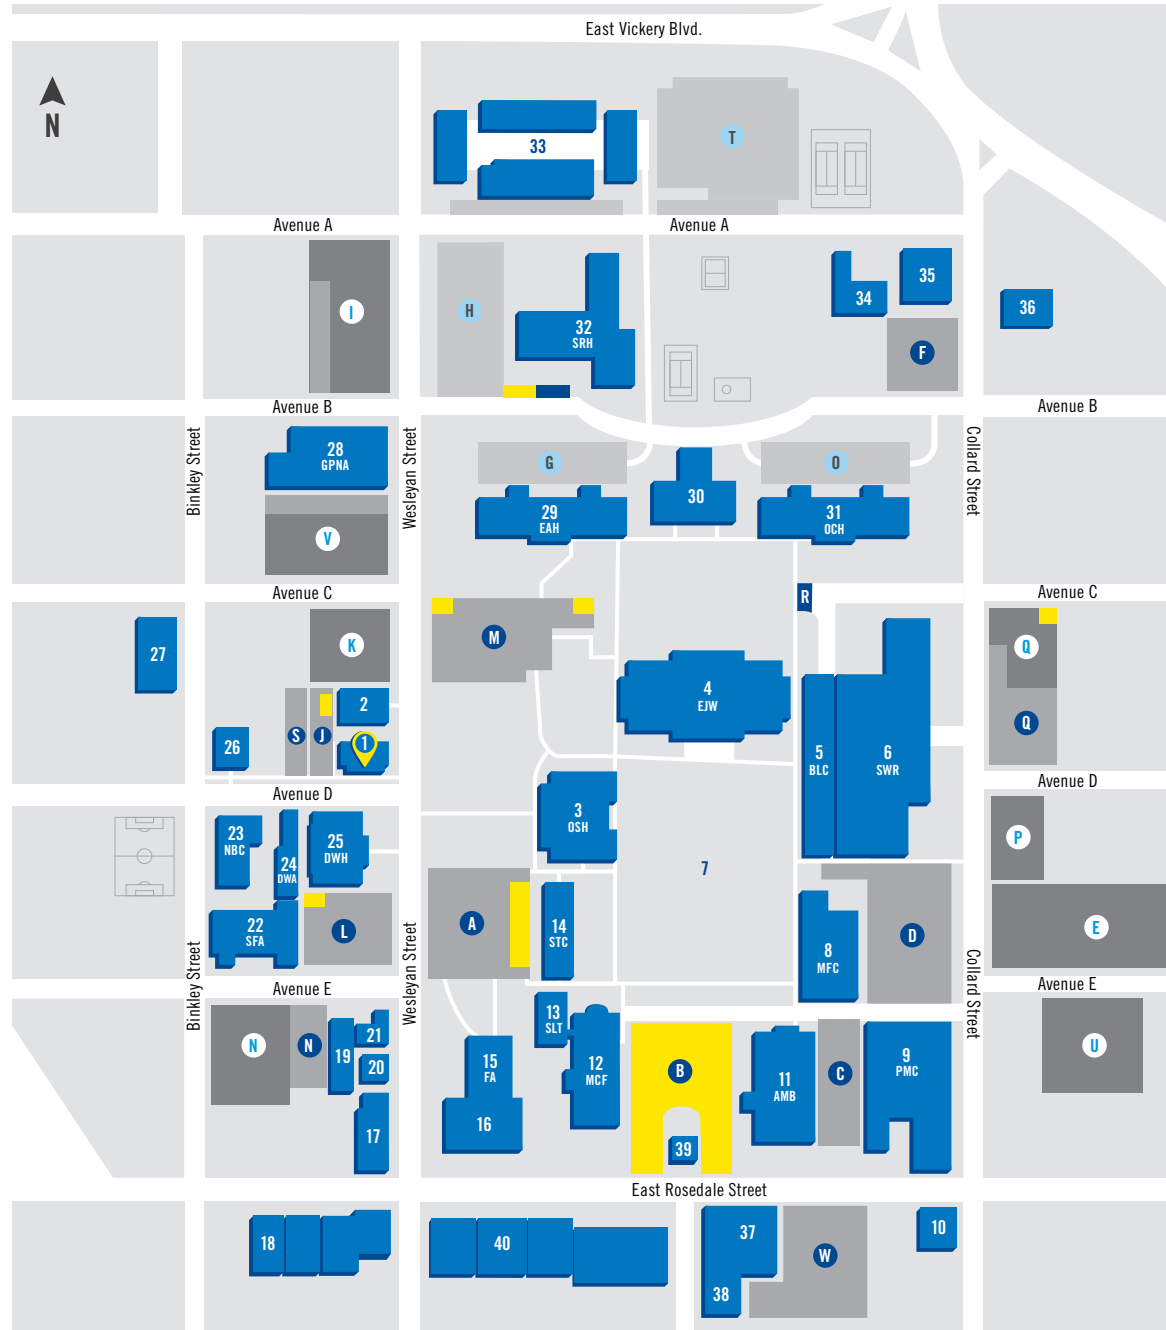 East Vickery Blvd.
N
33
T
Avenue A
Avenue A
I
H
32
SRH
34
35
36
F
Avenue B
Avenue B
Binkley Street
Wesleyan Street
Collard Street
28
GPNA
V
G
O
29
EAH
30
31
OCH
Avenue C
Avenue C
R
27
K
M
Q
Q
2
S
J
1
26
4
EJW
5
BLC
6
SWR
Avenue D
Avenue D
23
NBC
24
DWA
25
DWH
3
OSH
7
P
22
SFA
L
A
14
STC
8
MFC
D
E
Binkley Street
Wesleyan Street
Collard Street
Avenue E
Avenue E
N
N
19
21
20
17
13
SLT
12
MCF
15
FA
16
B
39
11
AMB
C
9
PMC
U
East Rosedale Street
18
40
37
38
W
10